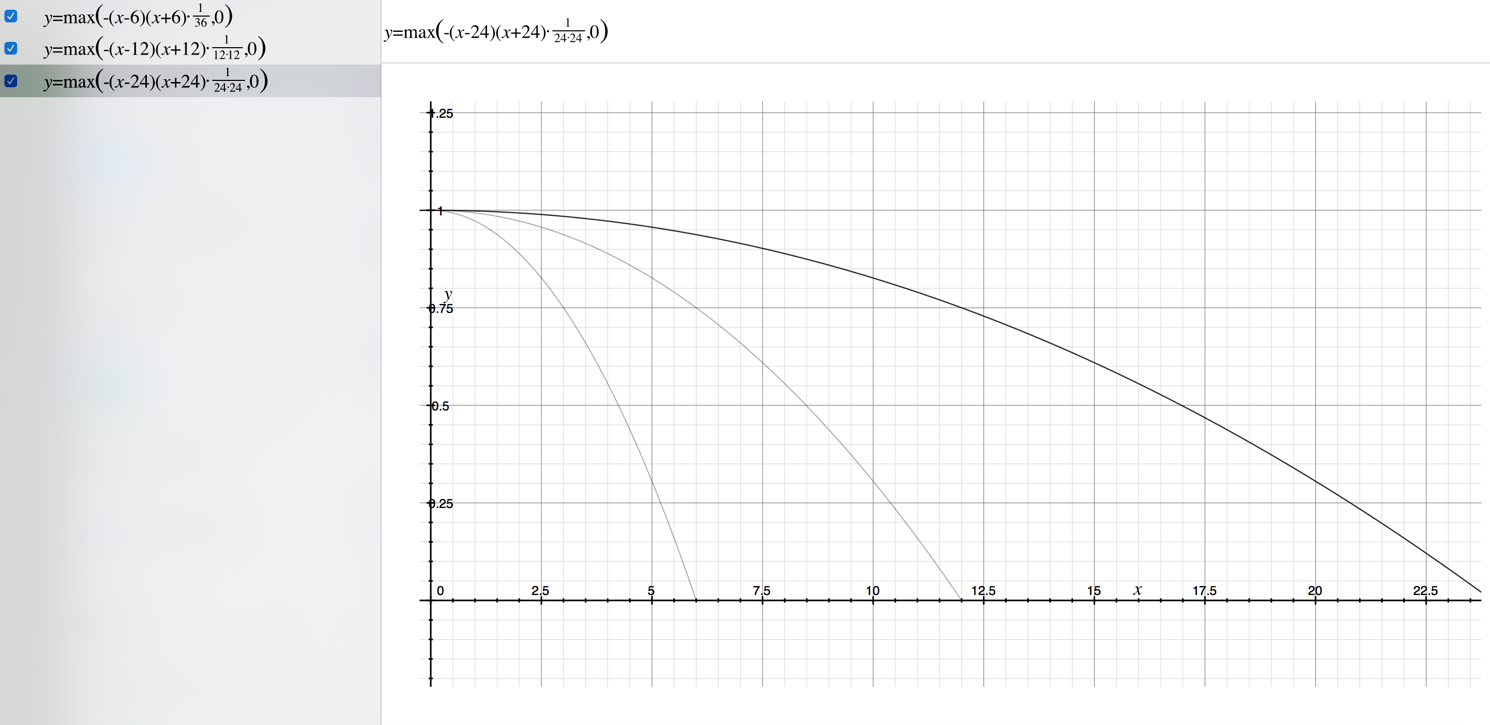 y=max(-(x-6)(x+6)·1/36,0)
y=max(-(x-12)(x+12)·1/12·12,0)
y=max(-(x-24)(x+24)·1/24·24,0)
y=max(-(x-24)(x+24)·1/24·24,0)
1.25
1
y
0.75
0.5
0.25
0 2.5 5 7.5 10 12.5 15 x 17.5 20 22.5